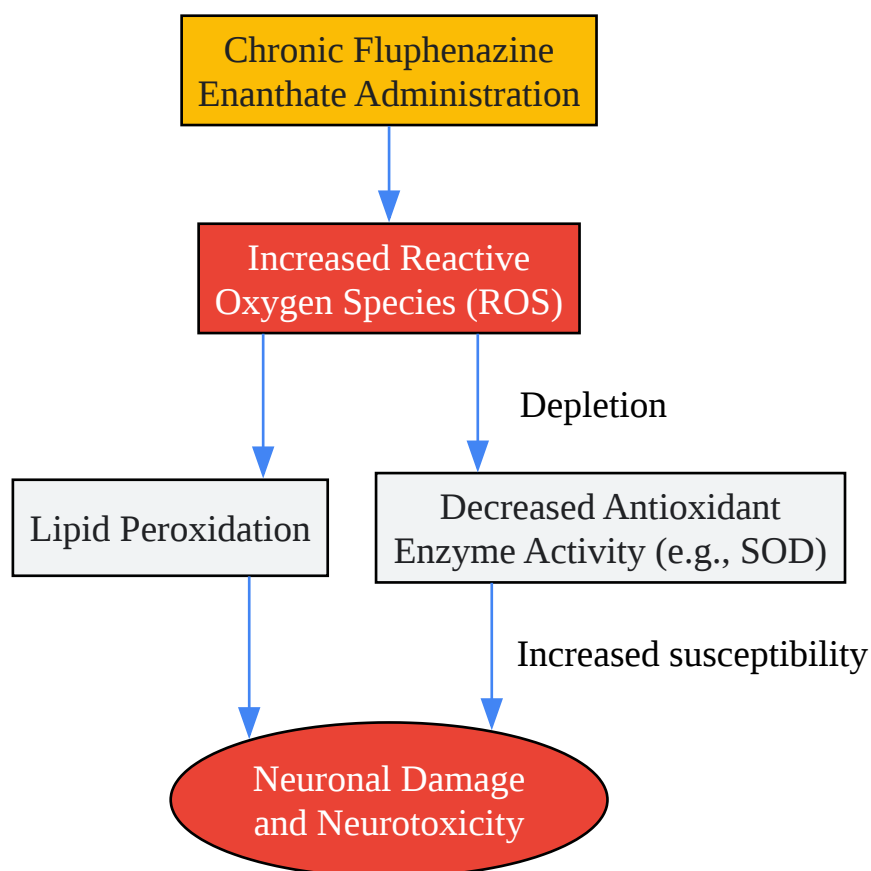 Chronic Fluphenazine
Enanthate Administration
Increased Reactive
Oxygen Species (ROS)
Depletion
Lipid Peroxidation
Decreased Antioxidant
Enzyme Activity (e.g., SOD)
Increased susceptibility
Neuronal Damage
and Neurotoxicity